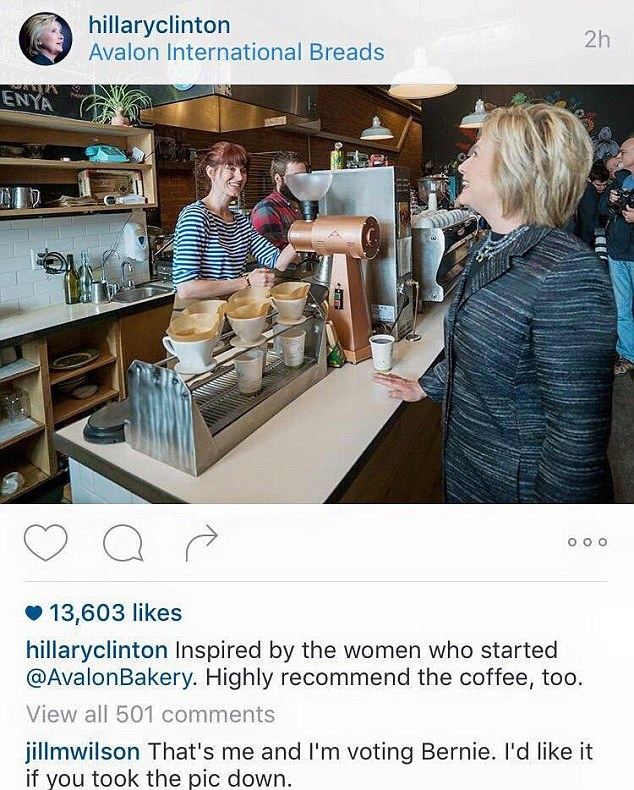 hillaryclinton
Avalon International Breads
2h
ENYA
13,603 likes
hillaryclinton Inspired by the women who started
@AvalonBakery. Highly recommend the coffee, too.
View all 501 comments
jillmwilson That's me and I'm voting Bernie. I'd like it
if you took the pic down.